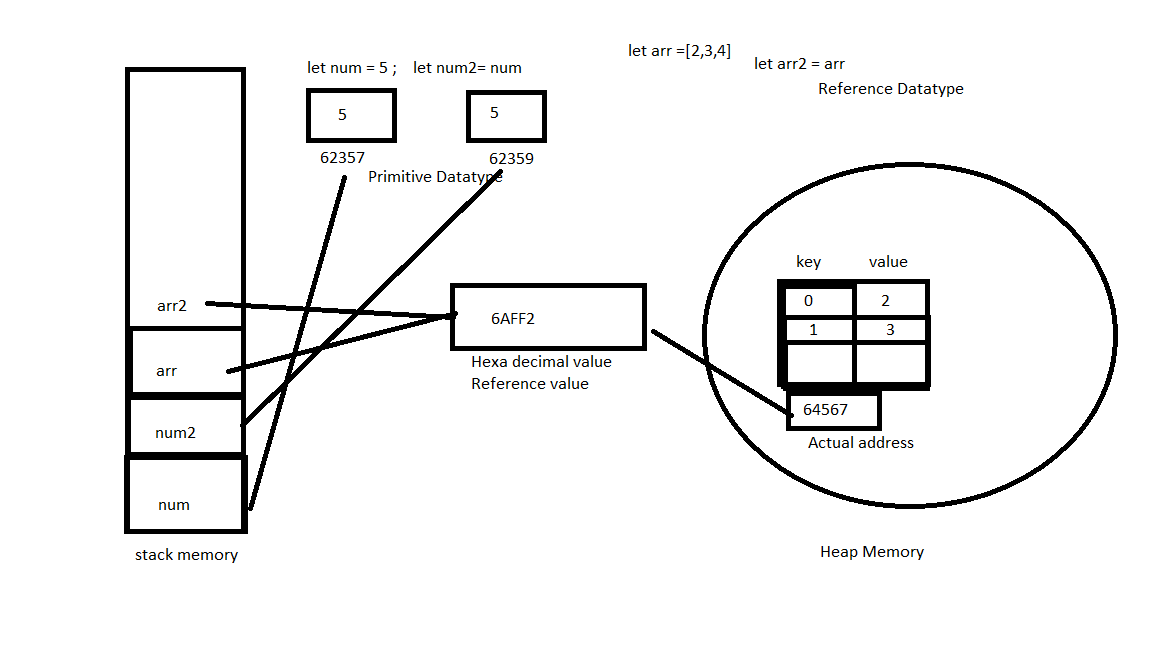 let arr =[2,3,4]
let num = 5 ;    let num2= num
let arr2 = arr
Reference Datatype
5
5
62357
62359
Primitive Datatype
key
value
0
2
1
3
arr2
6AFF2
arr
Hexa decimal value
Reference value
64567
num2
Actual address
num
stack memory
Heap Memory